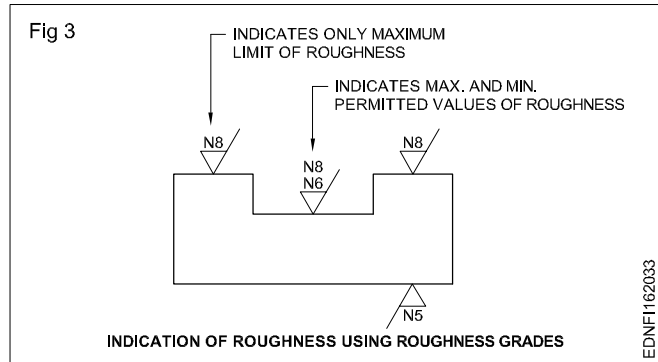 Fig 3
INDICATES ONLY MAXIMUM
LIMIT OF ROUGHNESS
INDICATES MAX. AND MIN.
PERMITTED VALUES OF ROUGHNESS
N8
N8
N6
N8
N5
INDICATION OF ROUGHNESS USING ROUGHNESS GRADES
EDNFI162033